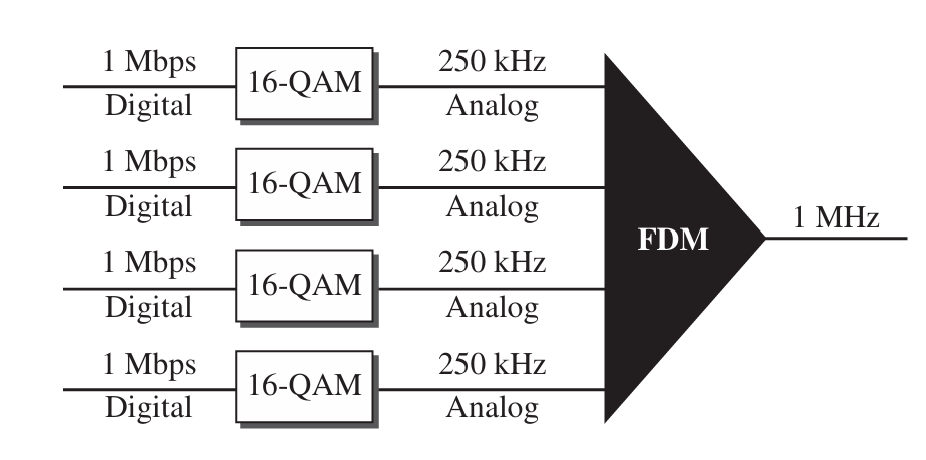 1 Mbps
Digital
16-QAM
250 kHz
Analog
1 Mbps
Digital
16-QAM
250 kHz
Analog
1 Mbps
Digital
16-QAM
250 kHz
Analog
1 Mbps
Digital
16-QAM
250 kHz
Analog
FDM
1 MHz